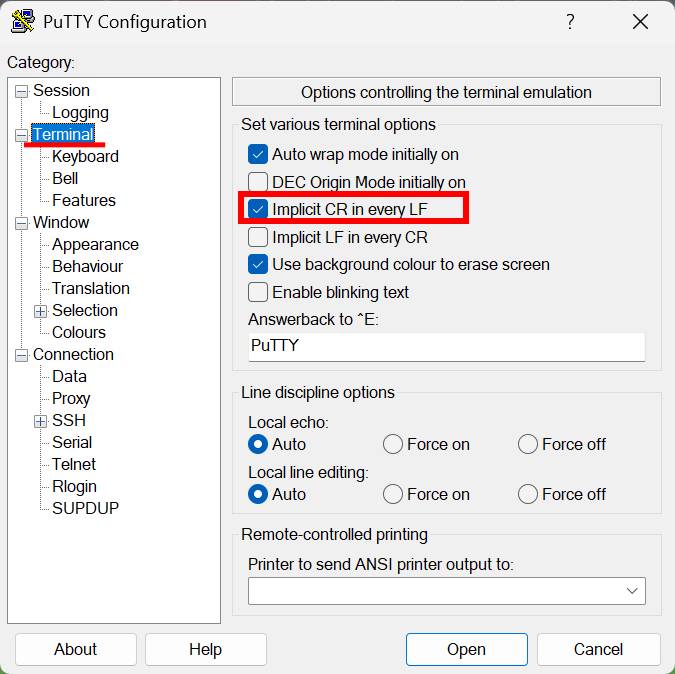 PuTTY Configuration
?
Category:
Session
Logging
Terminal
Keyboard
Bell
Features
Window
Appearance
Behaviour
Translation
Selection
Colours
Connection
Data
Proxy
SSH
Serial
Telnet
Rlogin
SUPDUP
Options controlling the terminal emulation
Set various terminal options
Auto wrap mode initially on
DEC Origin Mode initially on
Implicit CR in every LF
Implicit LF in every CR
Use background colour to erase screen
Enable blinking text
Answerback to ^E:
PuTTY
Line discipline options
Local echo:
Auto Force on Force off
Local line editing:
Auto Force on Force off
Remote-controlled printing
Printer to send ANSI printer output to:
About Help Open Cancel